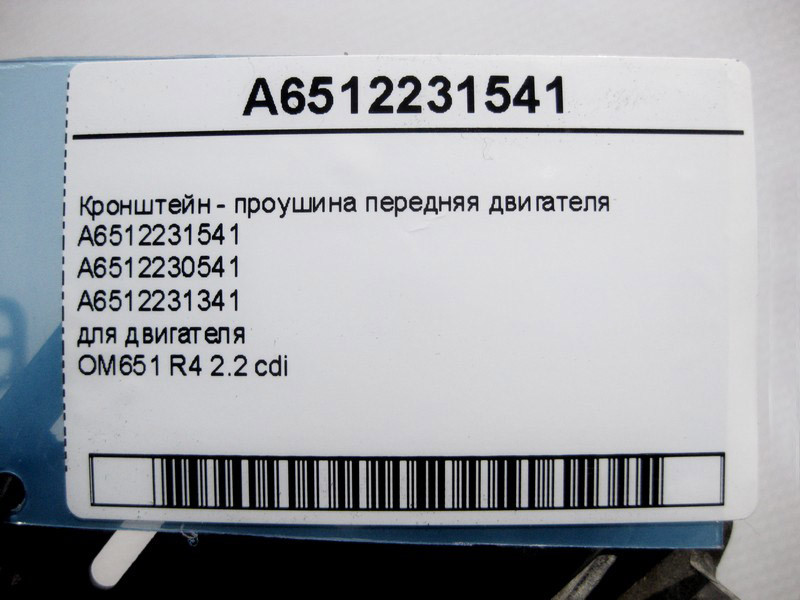 A6512231541
Кронштейн - проушина передняя двигателя
A6512231541
A6512230541
A6512231341
для двигателя
OM651 R4 2.2 cdi